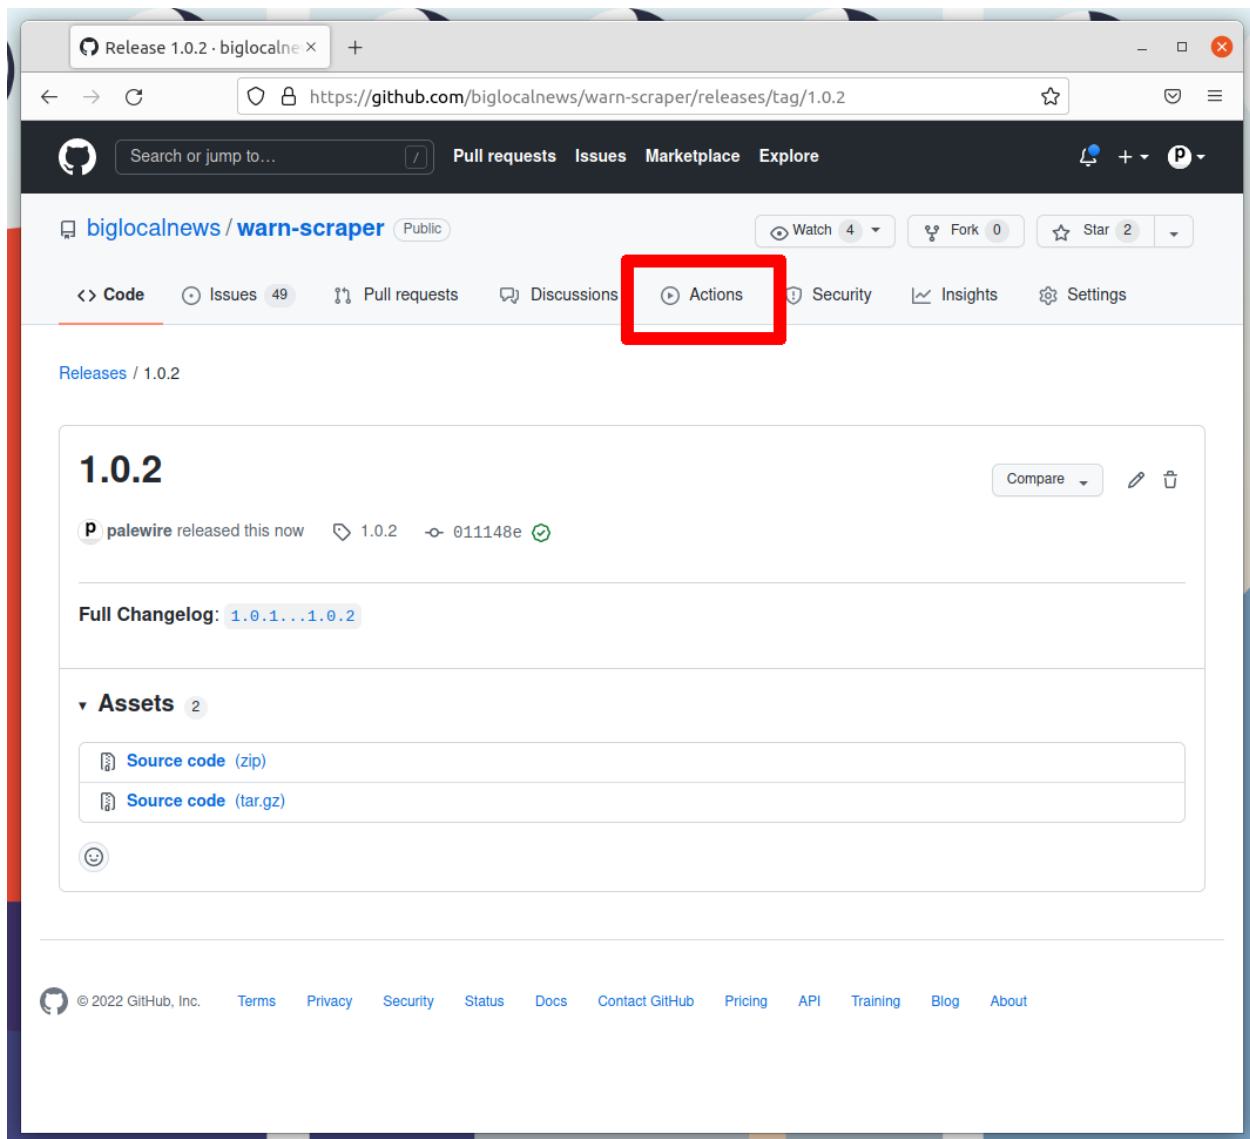 Release 1.0.2 · biglocalne
https://github.com/biglocalnews/warn-scraper/releases/tag/1.0.2
Search or jump to… / Pull requests Issues Marketplace Explore
biglocalnews / warn-scraper Public Watch 4 Fork 0 Star 2
Code Issues 49 Pull requests Discussions Actions Security Insights Settings
Releases / 1.0.2
1.0.2 Compare
palewire released this now 1.0.2 011148e
Full Changelog: 1.0.1...1.0.2
Assets 2
Source code (zip)
Source code (tar.gz)
© 2022 GitHub, Inc. Terms Privacy Security Status Docs Contact GitHub Pricing API Training Blog About